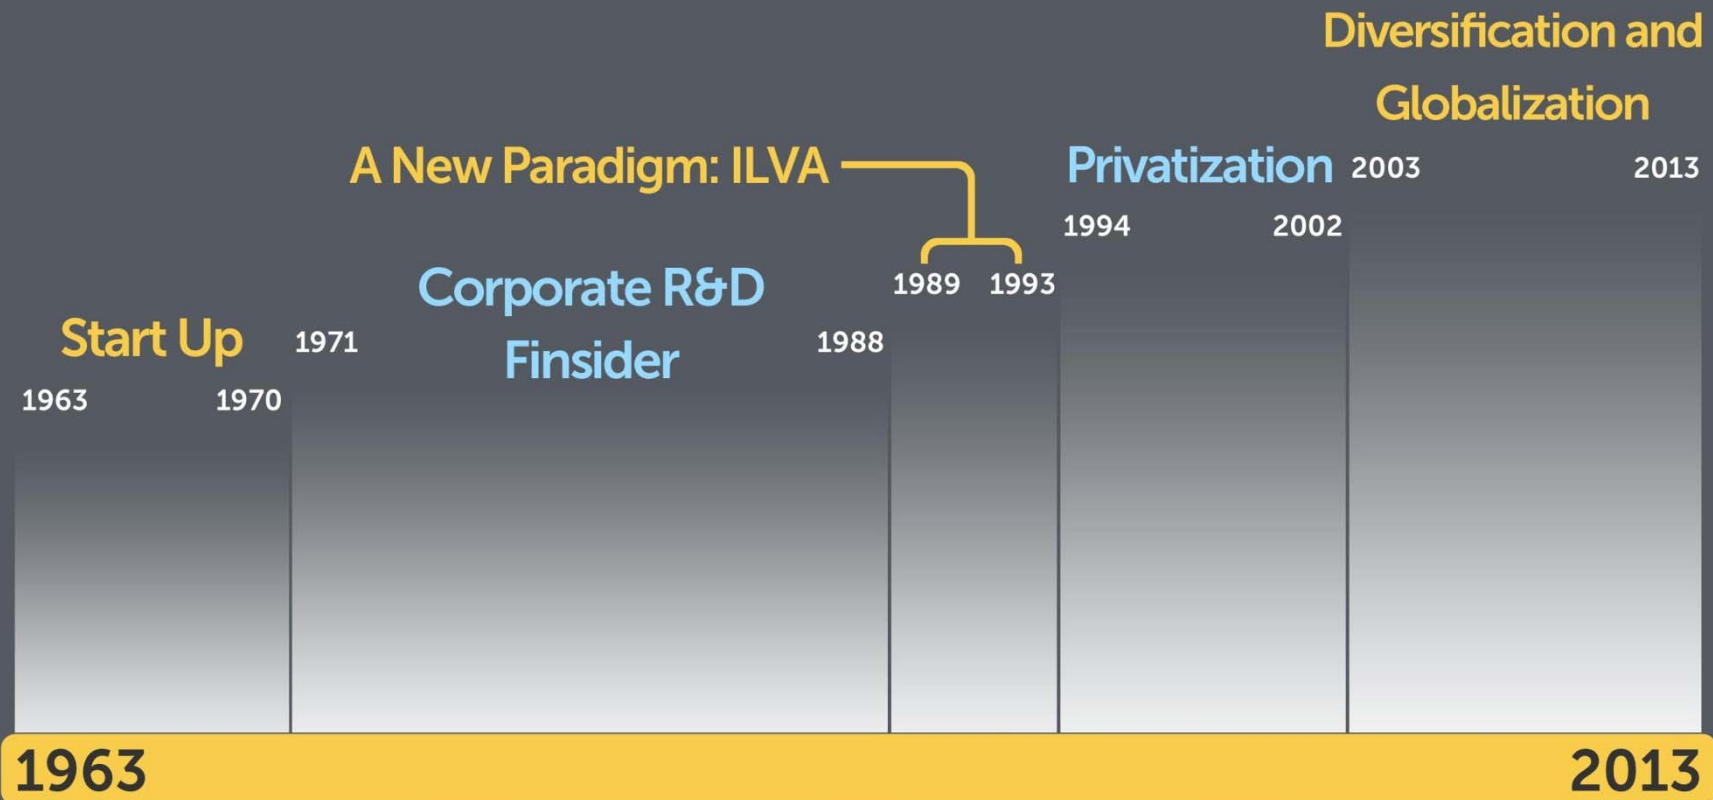 Start Up
1963 1970
Corporate R&D
Finsider
1971 1988
A New Paradigm: ILVA
1989 1993
Privatization
1994 2002
Diversification and
Globalization
2003 2013
1963 2013